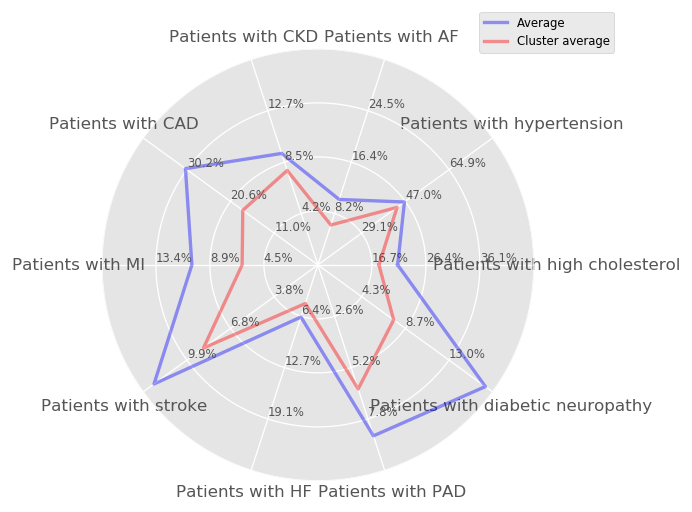 Average
Cluster average
Patients with CKD
Patients with AF
12.7%
24.5%
Patients with CAD
Patients with hypertension
30.2%
8.5%
16.4%
64.9%
20.6%
4.2%
8.2%
47.0%
11.0%
29.1%
Patients with MI
13.4%
8.9%
4.5%
16.7%
26.4%
36.1%
Patients with high cholesterol
3.8%
4.3%
6.8%
6.4%
2.6%
8.7%
9.9%
12.7%
5.2%
13.0%
Patients with stroke
19.1%
7.8%
Patients with diabetic neuropathy
Patients with HF
Patients with PAD